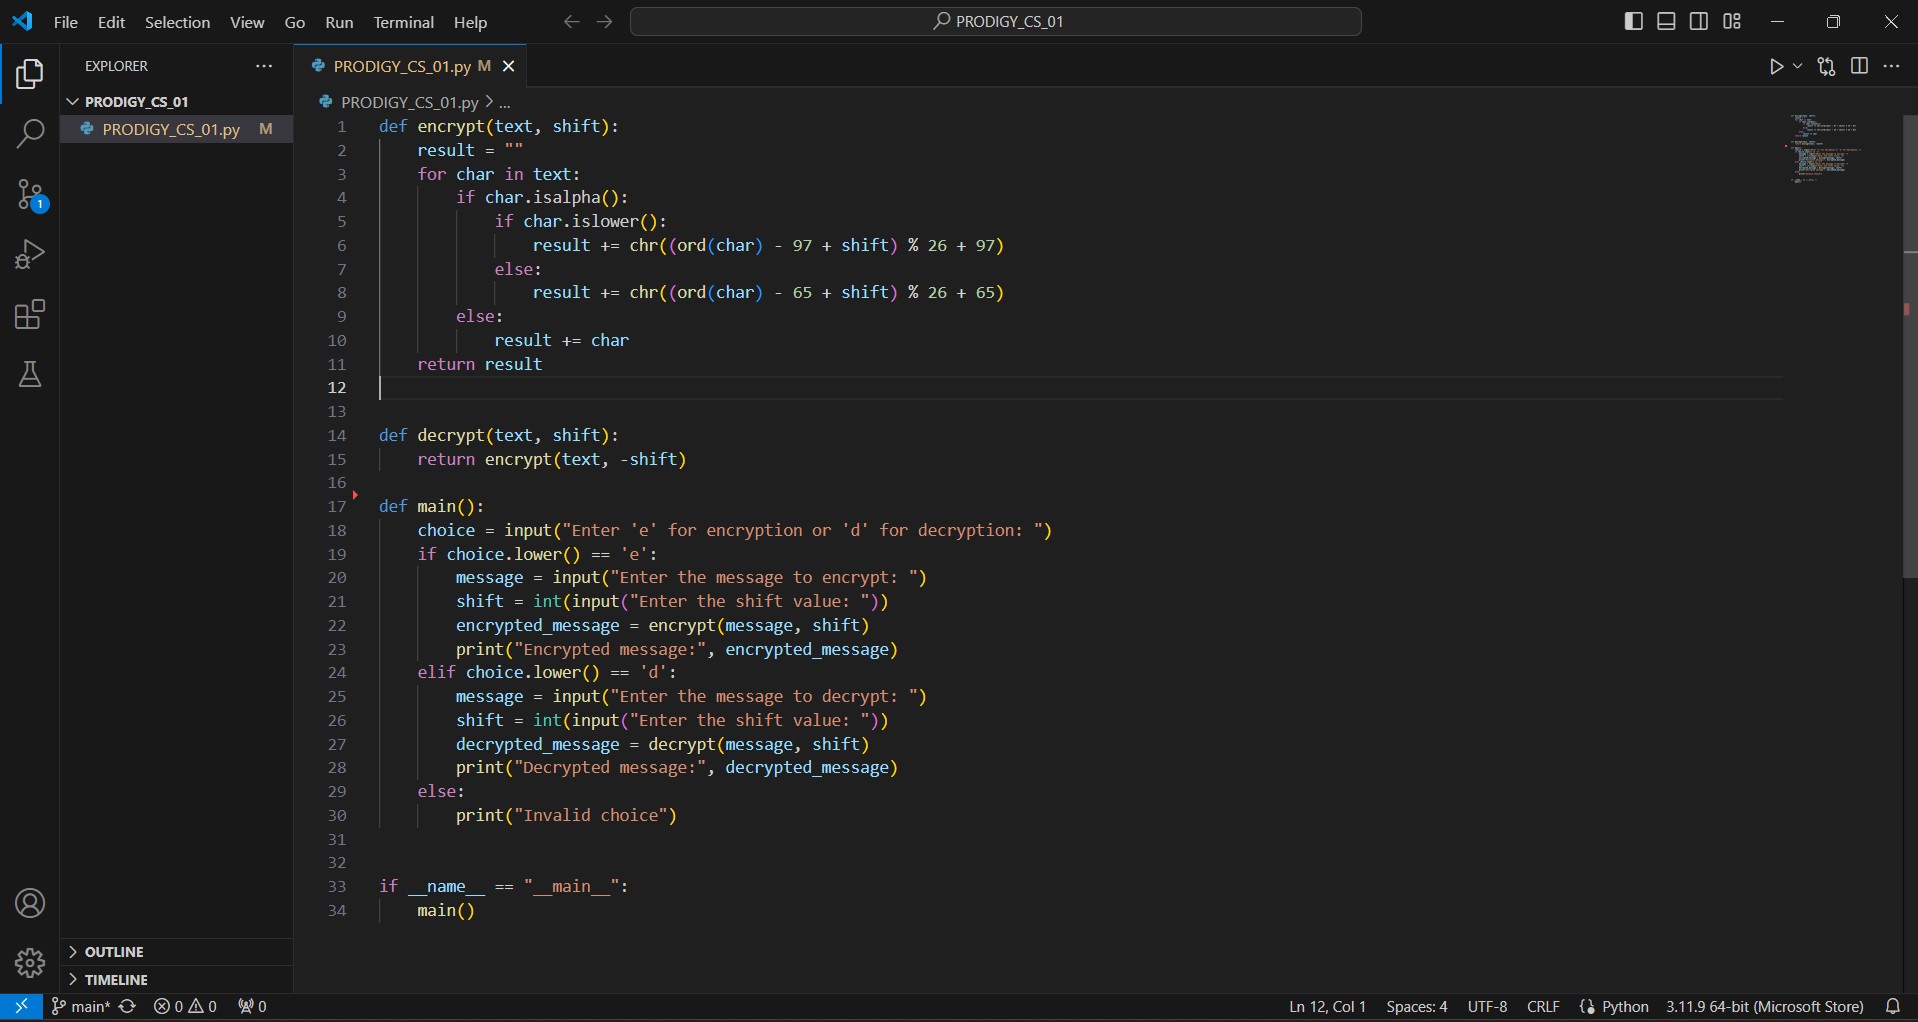 File Edit Selection View Go Run Terminal Help
PRODIGY_CS_01
EXPLORER
PRODIGY_CS_01
PRODIGY_CS_01.py M
OUTLINE
TIMELINE
1
PRODIGY_CS_01.py M
PRODIGY_CS_01.py > ...
1 def encrypt(text, shift):
2     result = ""
3     for char in text:
4         if char.isalpha():
5             if char.islower():
6                 result += chr((ord(char) - 97 + shift) % 26 + 97)
7             else:
8                 result += chr((ord(char) - 65 + shift) % 26 + 65)
9         else:
10             result += char
11     return result
12
13
14 def decrypt(text, shift):
15     return encrypt(text, -shift)
16
17 def main():
18     choice = input("Enter 'e' for encryption or 'd' for decryption: ")
19     if choice.lower() == 'e':
20         message = input("Enter the message to encrypt: ")
21         shift = int(input("Enter the shift value: "))
22         encrypted_message = encrypt(message, shift)
23         print("Encrypted message:", encrypted_message)
24     elif choice.lower() == 'd':
25         message = input("Enter the message to decrypt: ")
26         shift = int(input("Enter the shift value: "))
27         decrypted_message = decrypt(message, shift)
28         print("Decrypted message:", decrypted_message)
29     else:
30         print("Invalid choice")
31
32
33 if __name__ == "__main__":
34     main()
main* 0 0 0 Ln 12, Col 1 Spaces: 4 UTF-8 CRLF Python 3.11.9 64-bit (Microsoft Store)